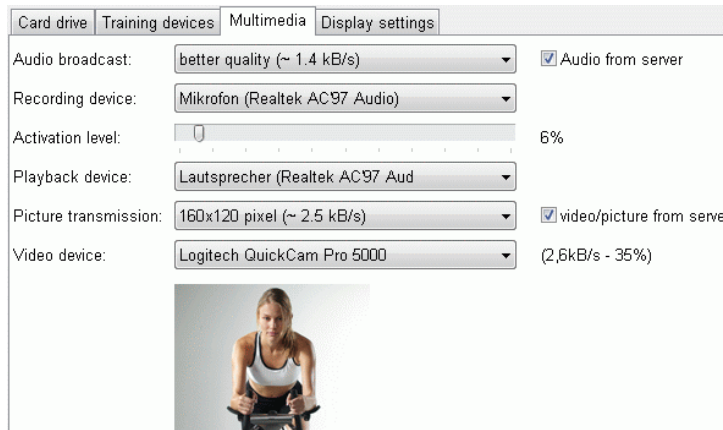 Card drive Training devices Multimedia Display settings
Audio broadcast: better quality (~ 1.4 kB/s) Audio from server
Recording device: Mikrofon (Realtek AC'97 Audio)
Activation level: 6%
Playback device: Lautsprecher (Realtek AC'97 Aud
Picture transmission: 160x120 pixel (~ 2.5 kB/s) video/picture from serve
Video device: Logitech QuickCam Pro 5000 (2,6kB/s - 35%)